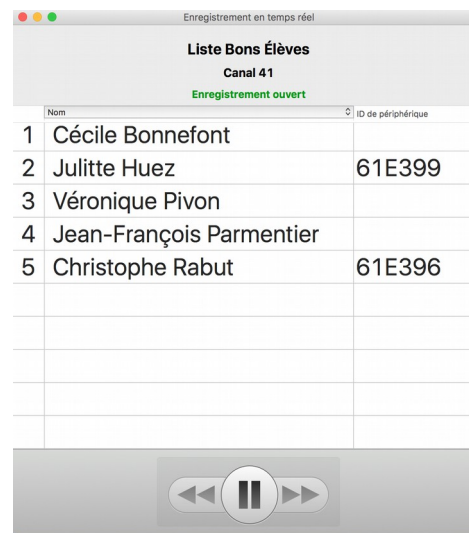 Enregistrement en temps réel
Liste Bons Élèves
Canal 41
Enregistrement ouvert
Nom ID de périphérique
1 Cécile Bonnefont
2 Julitte Huez 61E399
3 Véronique Pivon
4 Jean-François Parmentier
5 Christophe Rabut 61E396